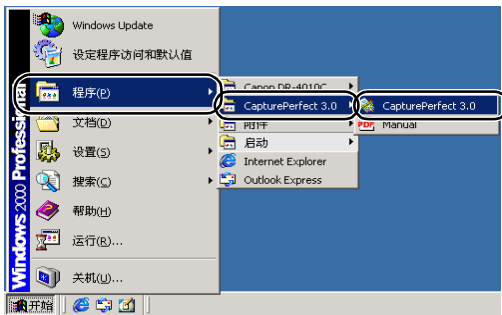 Windows Update
设定程序访问和默认值
程序(P)
文档(D)
设置(S)
搜索(C)
帮助(H)
运行(R)...
关机(U)...
Windows 2000 Professional
开始
Canon DR-4010C
CapturePerfect 3.0
附件
启动
Internet Explorer
Outlook Express
CapturePerfect 3.0
PDF
Manual